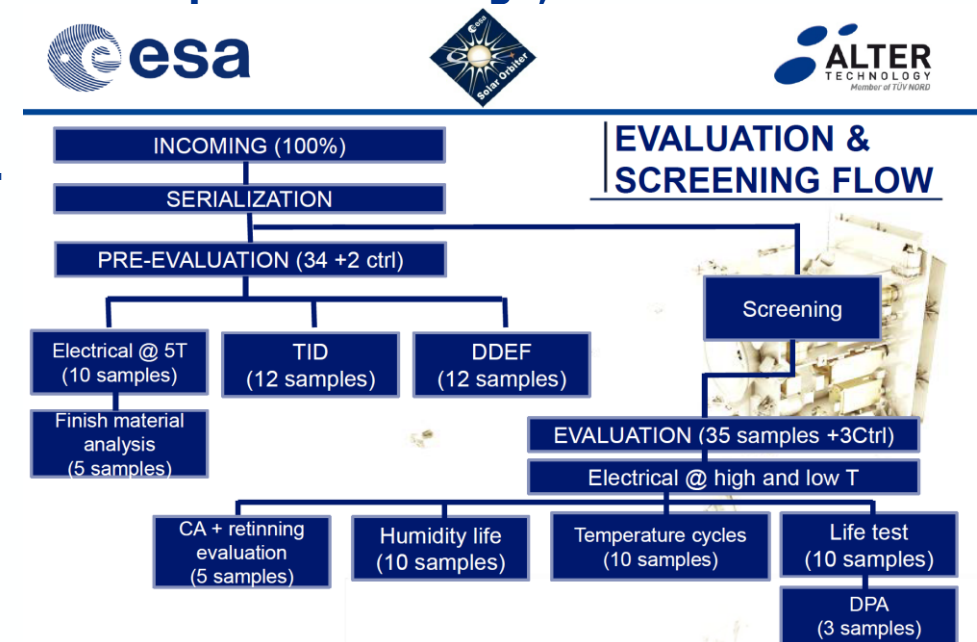 esa
esa
Solar Orbiter
ALTER
TECHNOLOGY
Member of TÜV NORD
EVALUATION &
SCREENING FLOW
INCOMING (100%)
SERIALIZATION
PRE-EVALUATION (34 +2 ctrl)
Screening
Electrical @ 5T
(10 samples)
TID
(12 samples)
DDEF
(12 samples)
Finish material
analysis
(5 samples)
EVALUATION (35 samples +3Ctrl)
Electrical @ high and low T
CA + retinning
evaluation
(5 samples)
Humidity life
(10 samples)
Temperature cycles
(10 samples)
Life test
(10 samples)
DPA
(3 samples)